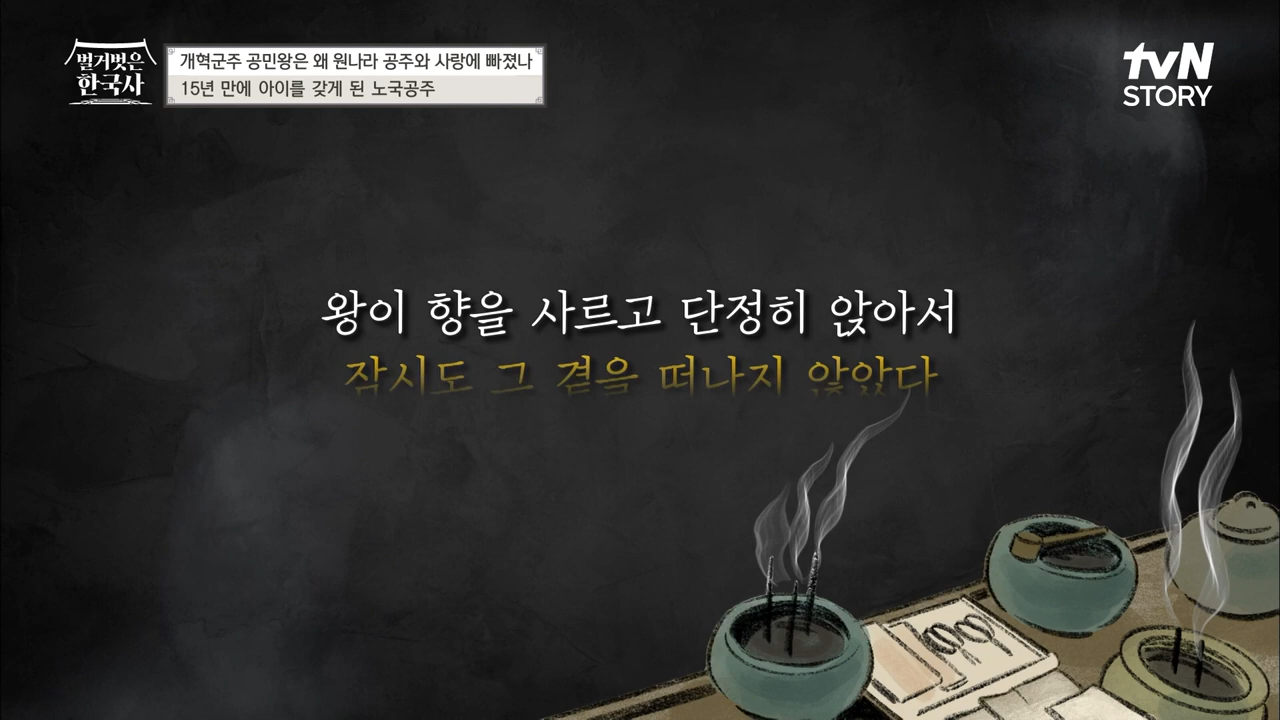 벌거벗은
한국사
개혁군주 공민왕은 왜 원나라 공주와 사랑에 빠졌나
15년 만에 아이를 갖게 된 노국공주
tvN
STORY
왕이 향을 사르고 단정히 앉아서
잠시도 그 곁을 떠나지 않았다